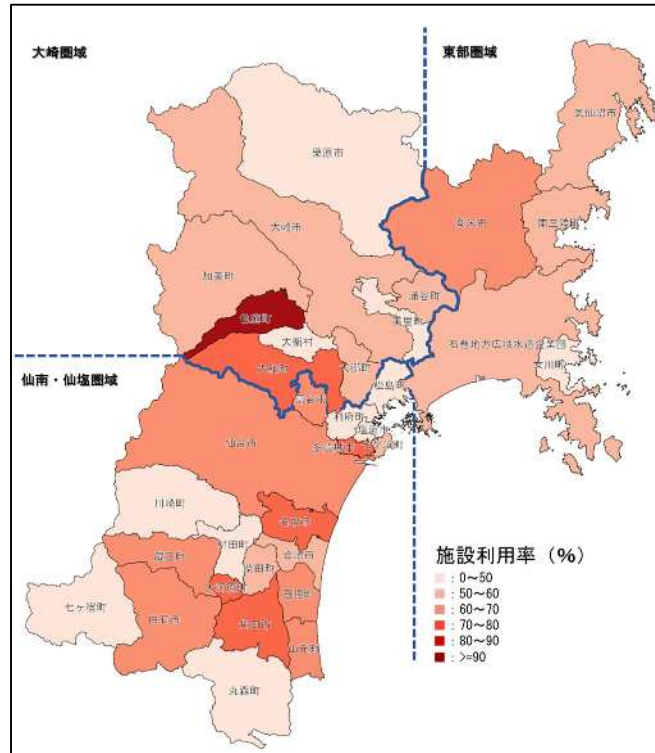 大崎圏域
東部圏域
気仙沼市
栗原市
登米市
南三陸町
大崎市
加美町
涌谷町
色麻町
美里町
大衡村
石巻地方広域水道企業団
女川町
大和町
大郷町
松島町
仙南・仙塩圏域
富谷市
利府町
塩竈市
七ヶ浜町
多賀城市
仙台市
川崎町
名取市
村田町
岩沼市
蔵王町
柴田町
大河原町
亘理町
七ヶ宿町
白石市
角田市
山元町
丸森町
施設利用率（%）
：0～50
：50～60
：60～70
：70～80
：80～90
：>=90